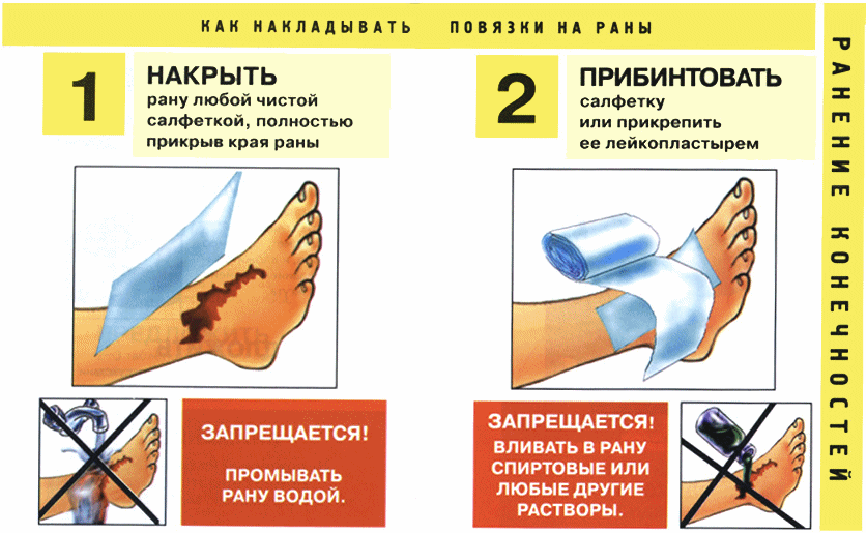 КАК НАКЛАДЫВАТЬ ПОВЯЗКИ НА РАНЫ
1
НАКРЫТЬ
рану любой чистой
салфеткой, полностью
прикрыв края раны
2
ПРИБИНТОВАТЬ
салфетку
или прикрепить
ее лейкопластырем
ЗАПРЕЩАЕТСЯ!
ПРОМЫВАТЬ
РАНУ ВОДОЙ.
ЗАПРЕЩАЕТСЯ!
ВЛИВАТЬ В РАНУ
СПИРТОВЫЕ ИЛИ
ЛЮБЫЕ ДРУГИЕ
РАСТВОРЫ.
РАНЕНИЕ КОНЕЧНОСТЕЙ